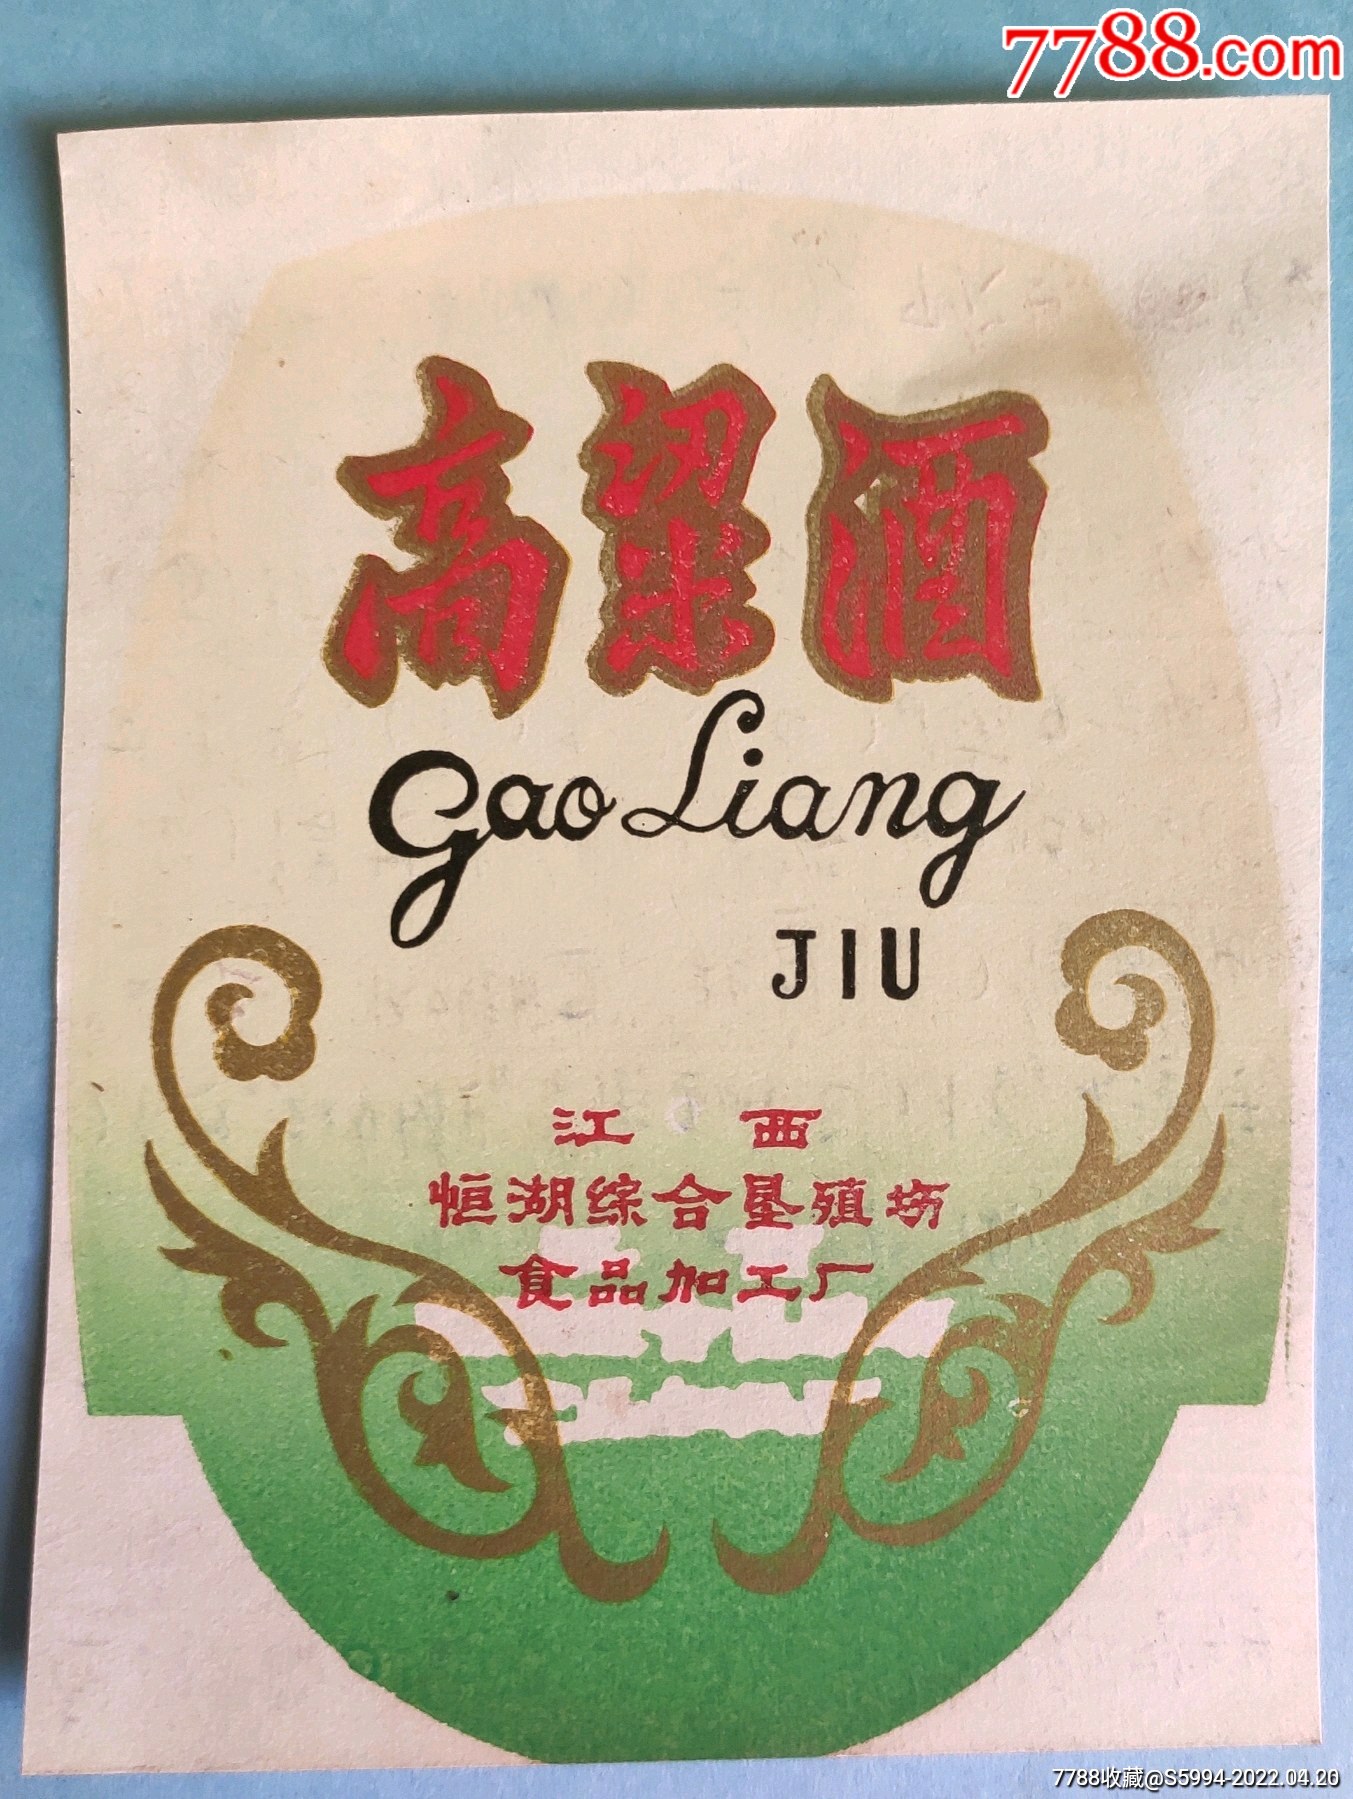 7788.com
高粱酒
Gao Liang
JIU
江西
恒湖综合垦殖场
食品加工厂
7788收藏@S5994-2022.04.20